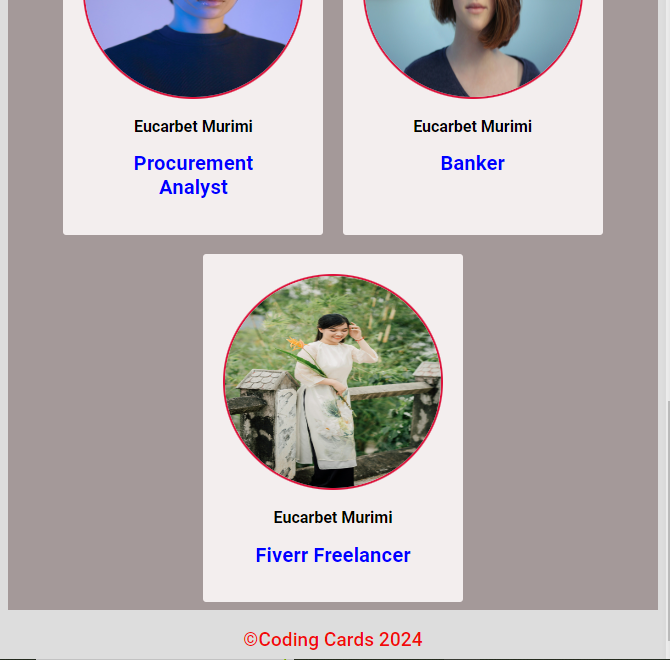 Eucarbet Murimi
Procurement
Analyst
Eucarbet Murimi
Banker
Eucarbet Murimi
Fiverr Freelancer
©Coding Cards 2024